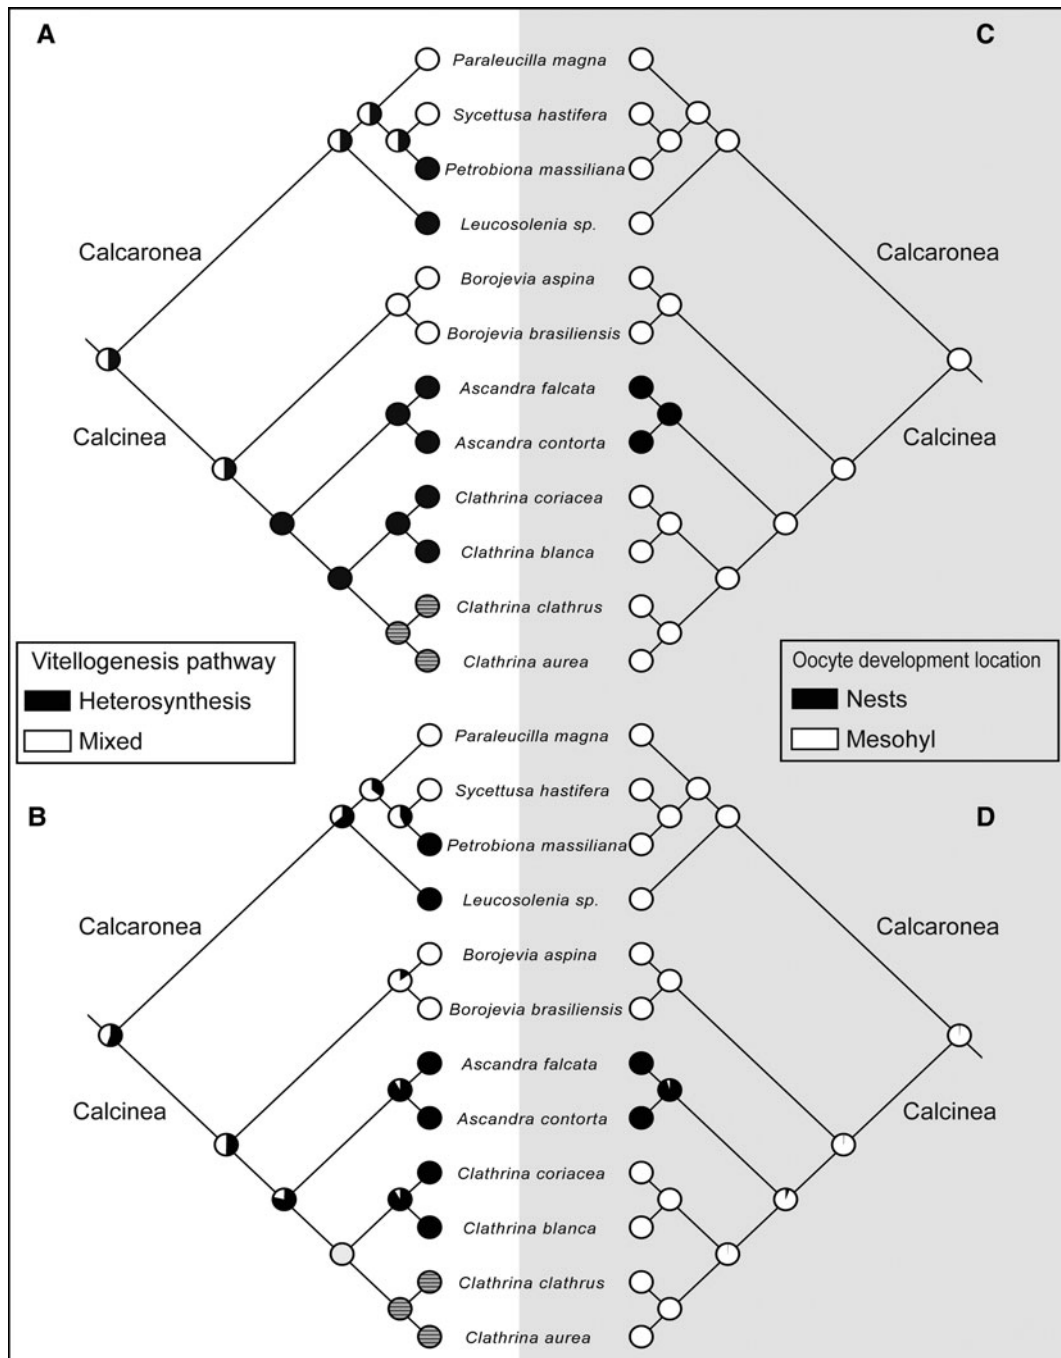 A
C
Paraleucilla magna
Sycettusa hastifera
Petrobiona massiliana
Leucosolenia sp.
Calcaronea
Calcaronea
Borojevia aspina
Borojevia brasiliensis
Ascandra falcata
Calcinea
Calcinea
Ascandra contorta
Clathrina coriacea
Clathrina blanca
Clathrina clathrus
Clathrina aurea
Vitellogenesis pathway
Heterosynthesis
Mixed
Oocyte development location
Nests
Mesohyl
Paraleucilla magna
Sycettusa hastifera
B
D
Petrobiona massiliana
Leucosolenia sp.
Calcaronea
Calcaronea
Borojevia aspina
Borojevia brasiliensis
Ascandra falcata
Calcinea
Calcinea
Ascandra contorta
Clathrina coriacea
Clathrina blanca
Clathrina clathrus
Clathrina aurea